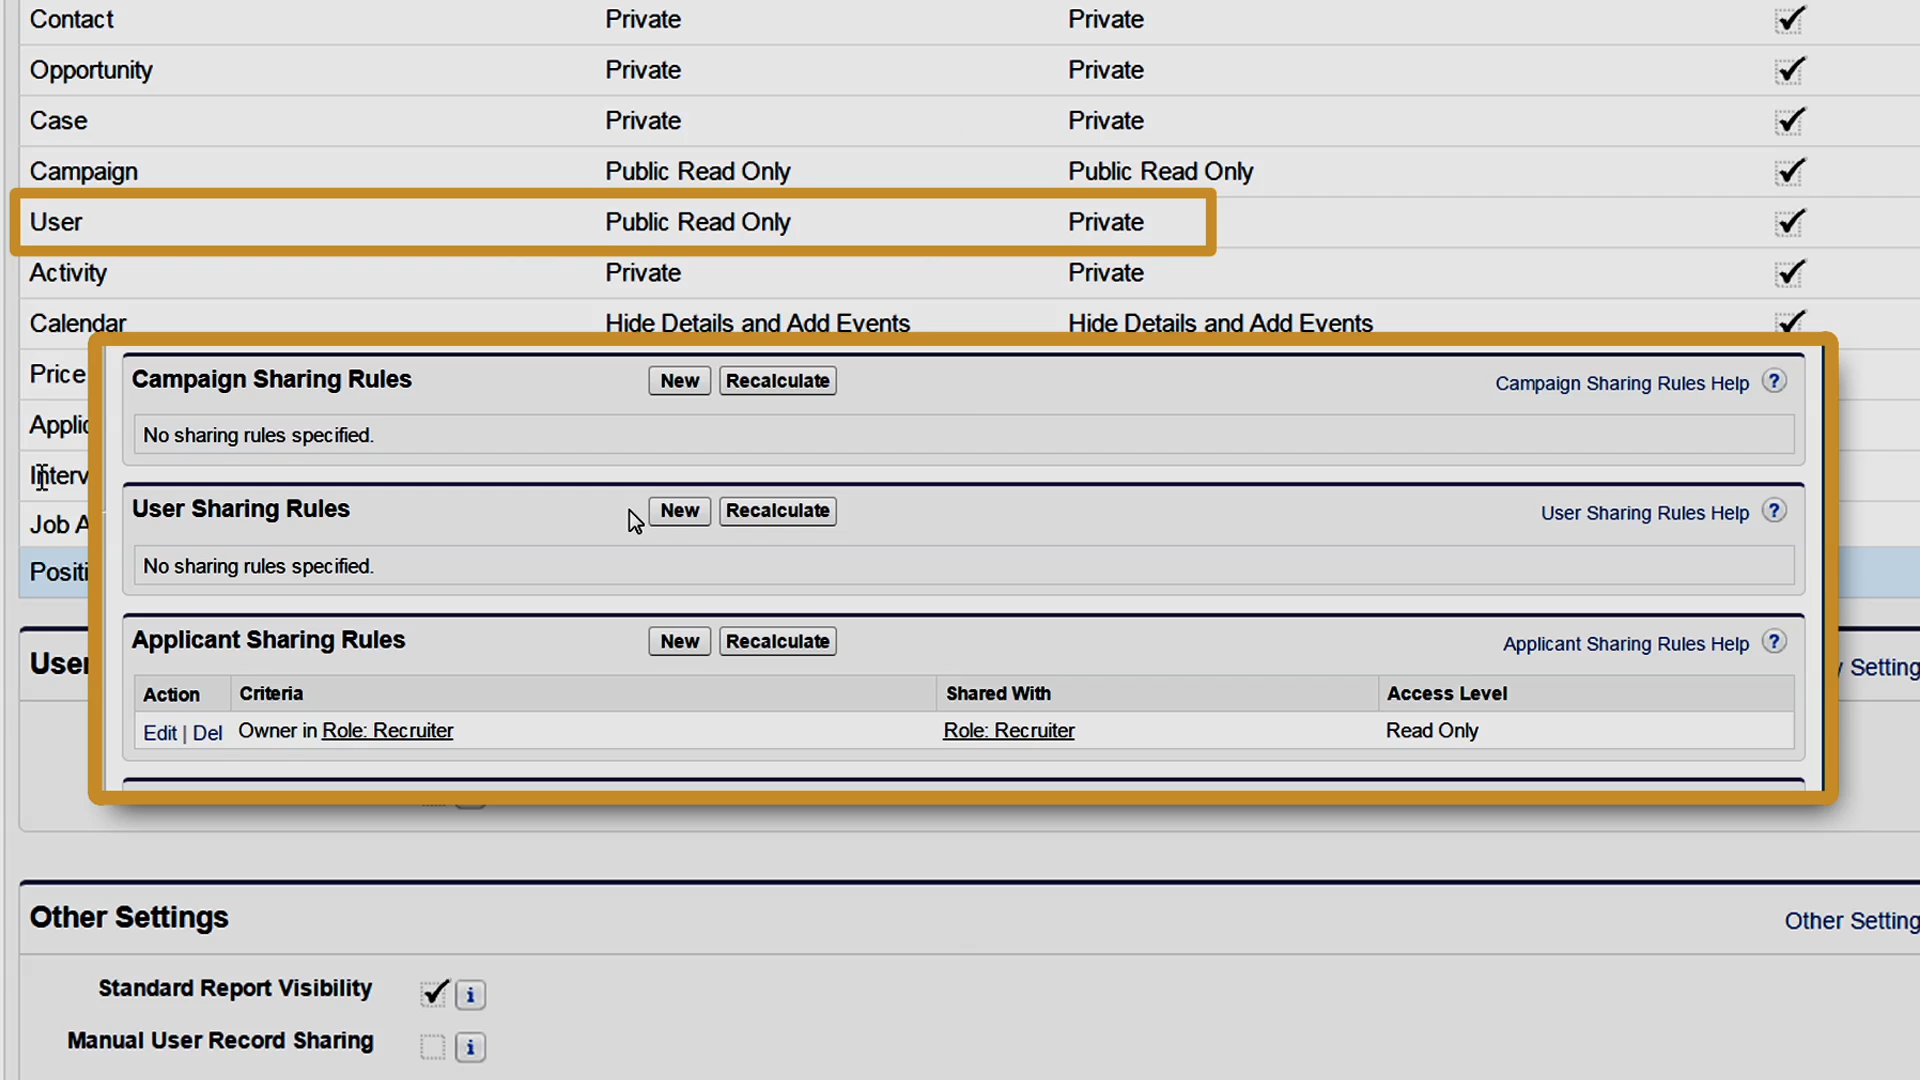 Contact Private Private
Opportunity Private Private
Case Private Private
Campaign Public Read Only Public Read Only
User Public Read Only Private
Activity Private Private
Calendar Hide Details and Add Events Hide Details and Add Events
Price
Campaign Sharing Rules New Recalculate Campaign Sharing Rules Help ?
No sharing rules specified.
User Sharing Rules New Recalculate User Sharing Rules Help ?
No sharing rules specified.
Job A
Applicant Sharing Rules New Recalculate Applicant Sharing Rules Help ?
User
Setting
Action Criteria Shared With Access Level
Edit | Del Owner in Role: Recruiter Role: Recruiter Read Only
Other Settings Other Setting
Standard Report Visibility i
Manual User Record Sharing i